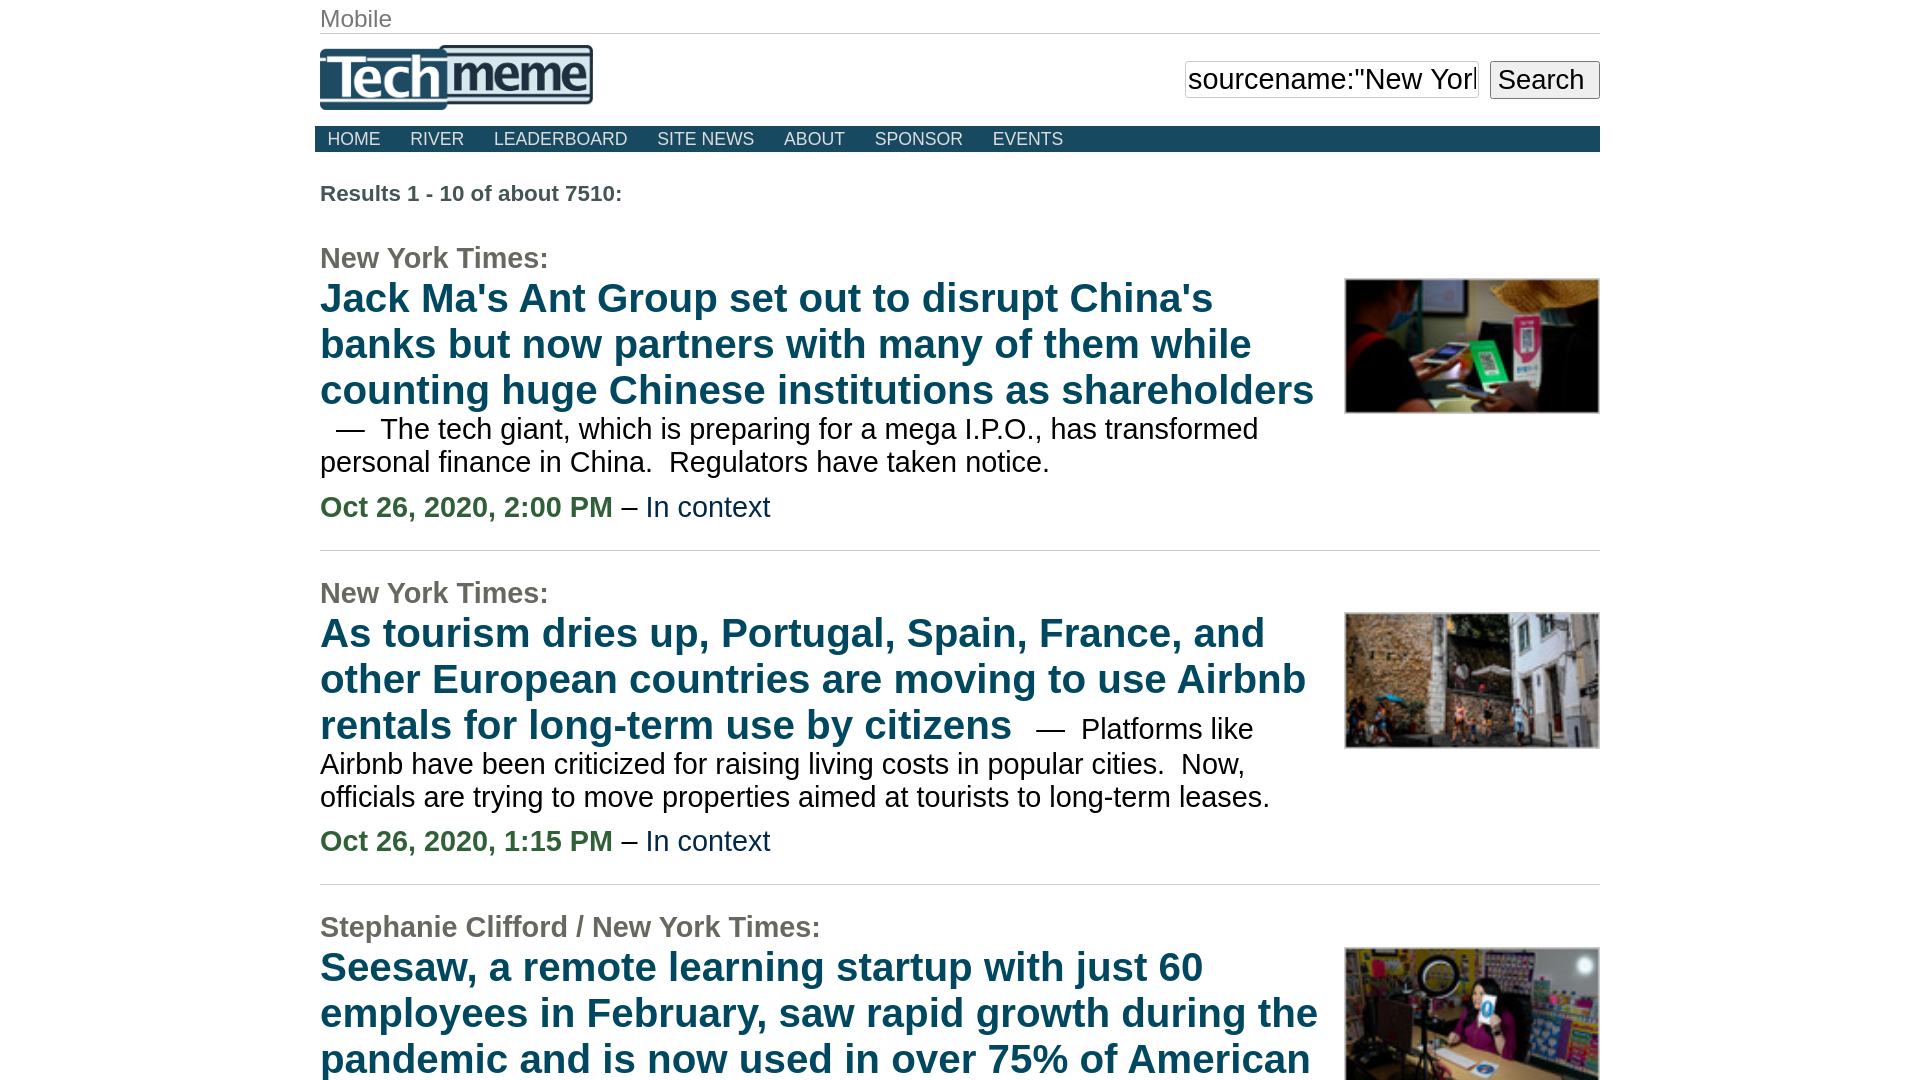 Mobile
Techmeme
sourcename:"New Yor
Search
HOME RIVER LEADERBOARD SITE NEWS ABOUT SPONSOR EVENTS
Results 1 - 10 of about 7510:
New York Times:
Jack Ma's Ant Group set out to disrupt China's
banks but now partners with many of them while
counting huge Chinese institutions as shareholders
— The tech giant, which is preparing for a mega I.P.O., has transformed
personal finance in China. Regulators have taken notice.
Oct 26, 2020, 2:00 PM – In context
New York Times:
As tourism dries up, Portugal, Spain, France, and
other European countries are moving to use Airbnb
rentals for long-term use by citizens — Platforms like
Airbnb have been criticized for raising living costs in popular cities. Now,
officials are trying to move properties aimed at tourists to long-term leases.
Oct 26, 2020, 1:15 PM – In context
Stephanie Clifford / New York Times:
Seesaw, a remote learning startup with just 60
employees in February, saw rapid growth during the
pandemic and is now used in over 75% of American